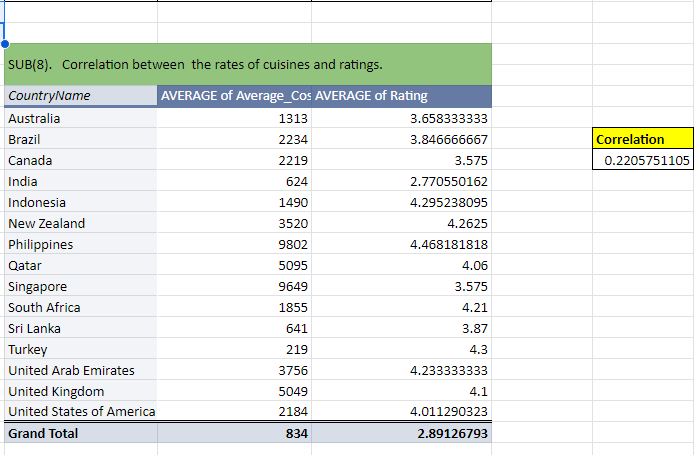 SUB(8). Correlation between the rates of cuisines and ratings.
CountryName AVERAGE of Average_Cos AVERAGE of Rating
Australia 1313 3.658333333
Brazil 2234 3.846666667 Correlation
Canada 2219 3.575 0.2205751105
India 624 2.770550162
Indonesia 1490 4.295238095
New Zealand 3520 4.2625
Philippines 9802 4.468181818
Qatar 5095 4.06
Singapore 9649 3.575
South Africa 1855 4.21
Sri Lanka 641 3.87
Turkey 219 4.3
United Arab Emirates 3756 4.233333333
United Kingdom 5049 4.1
United States of America 2184 4.011290323
Grand Total 834 2.89126793